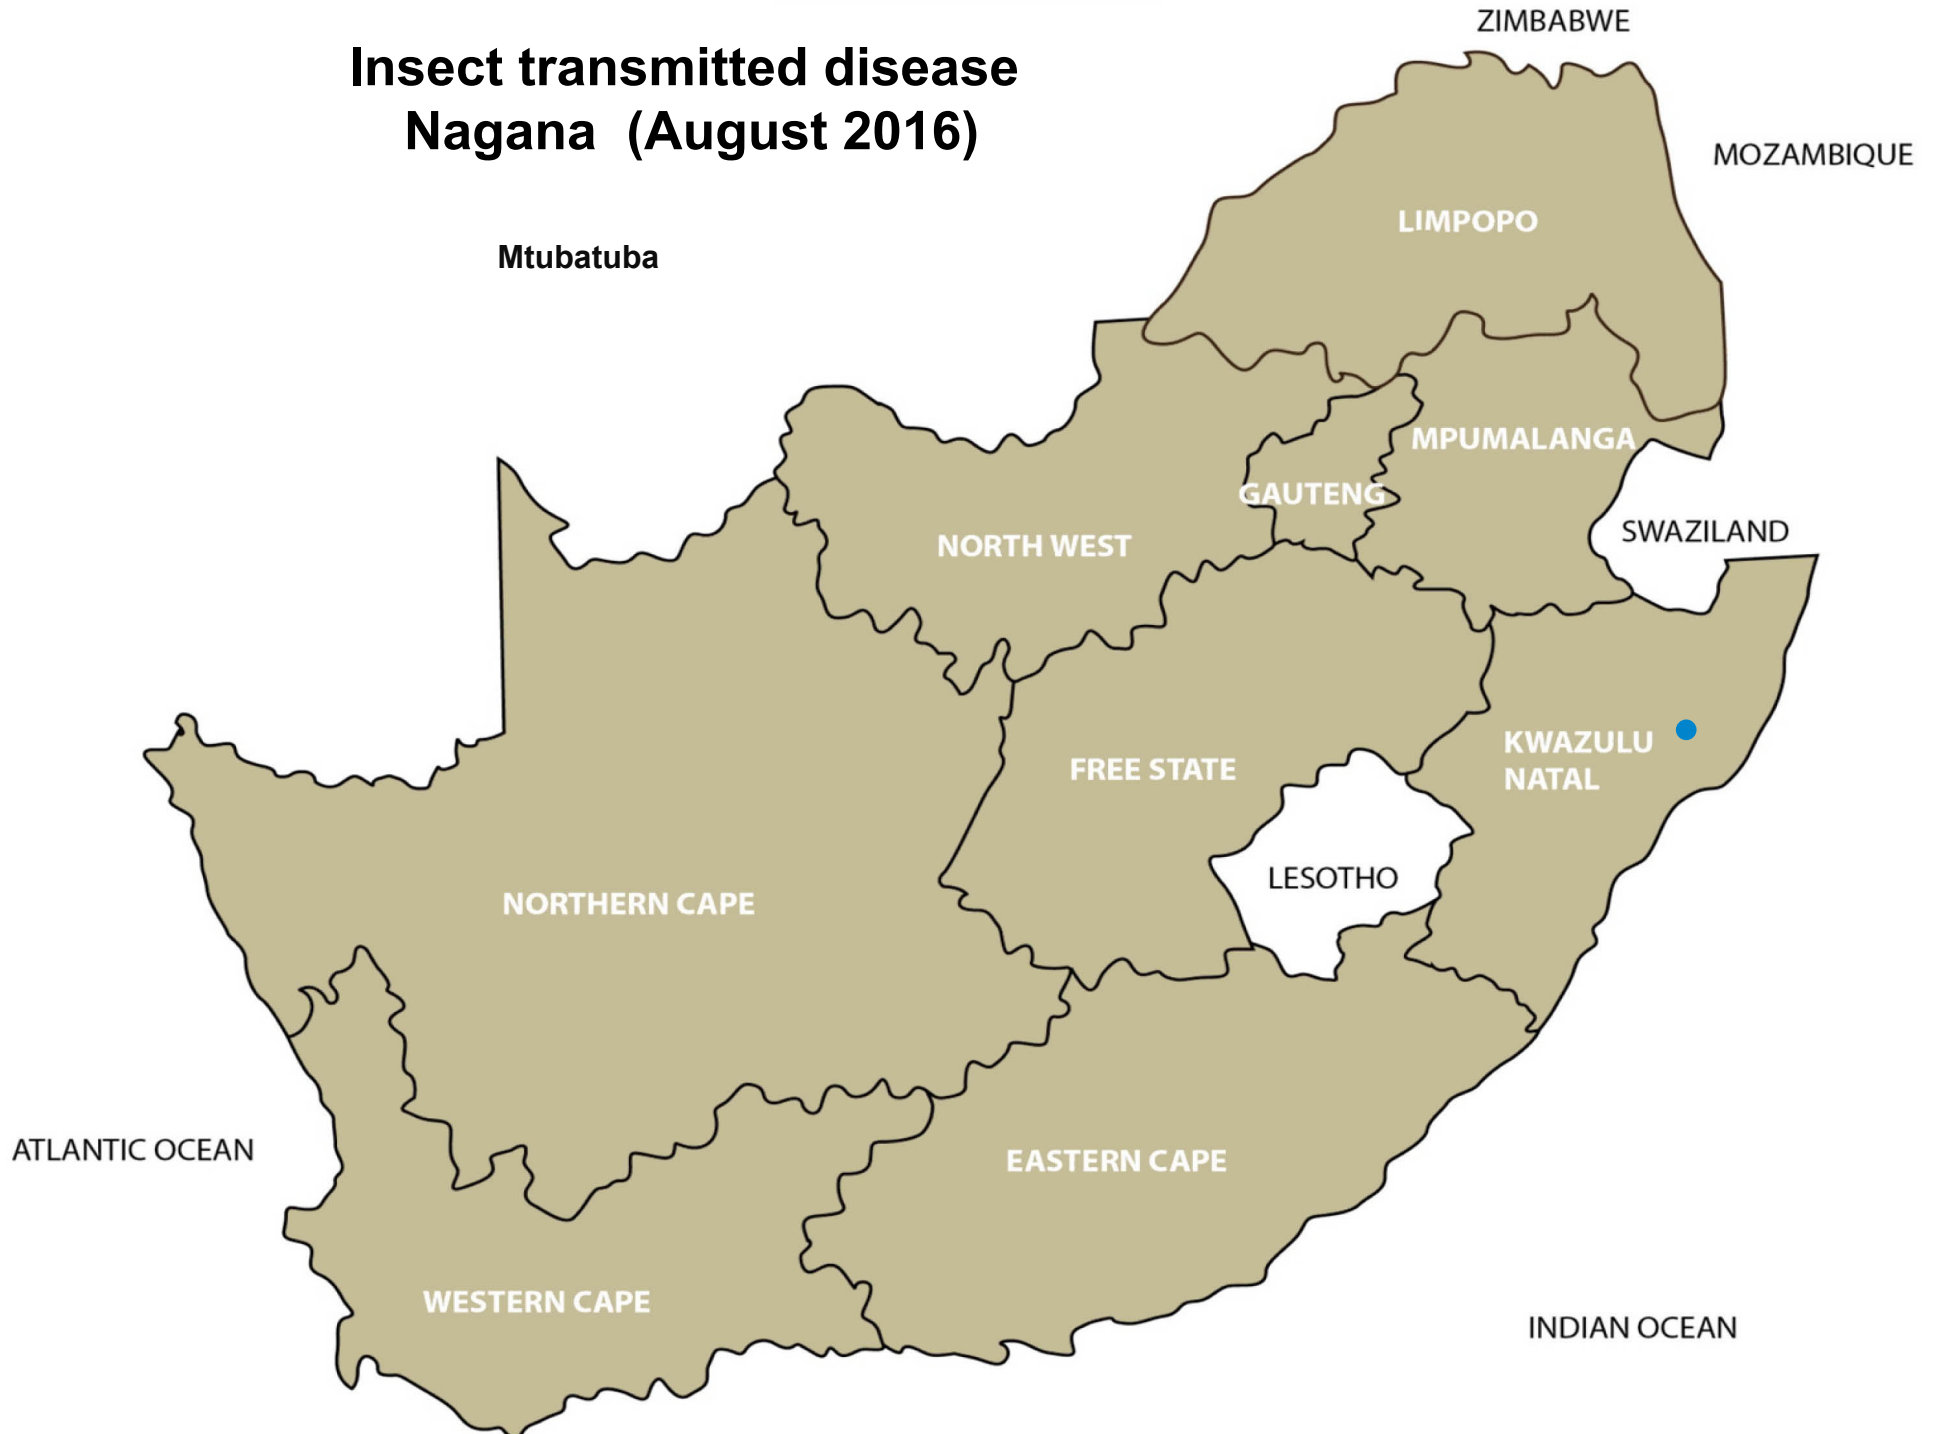 Insect transmitted disease
Nagana (August 2016)
Mtubatuba
ZIMBABWE
MOZAMBIQUE
LIMPOPO
MPUMALANGA
GAUTENG
NORTH WEST
SWAZILAND
KWAZULU
NATAL
FREE STATE
LESOTHO
NORTHERN CAPE
ATLANTIC OCEAN
EASTERN CAPE
WESTERN CAPE
INDIAN OCEAN